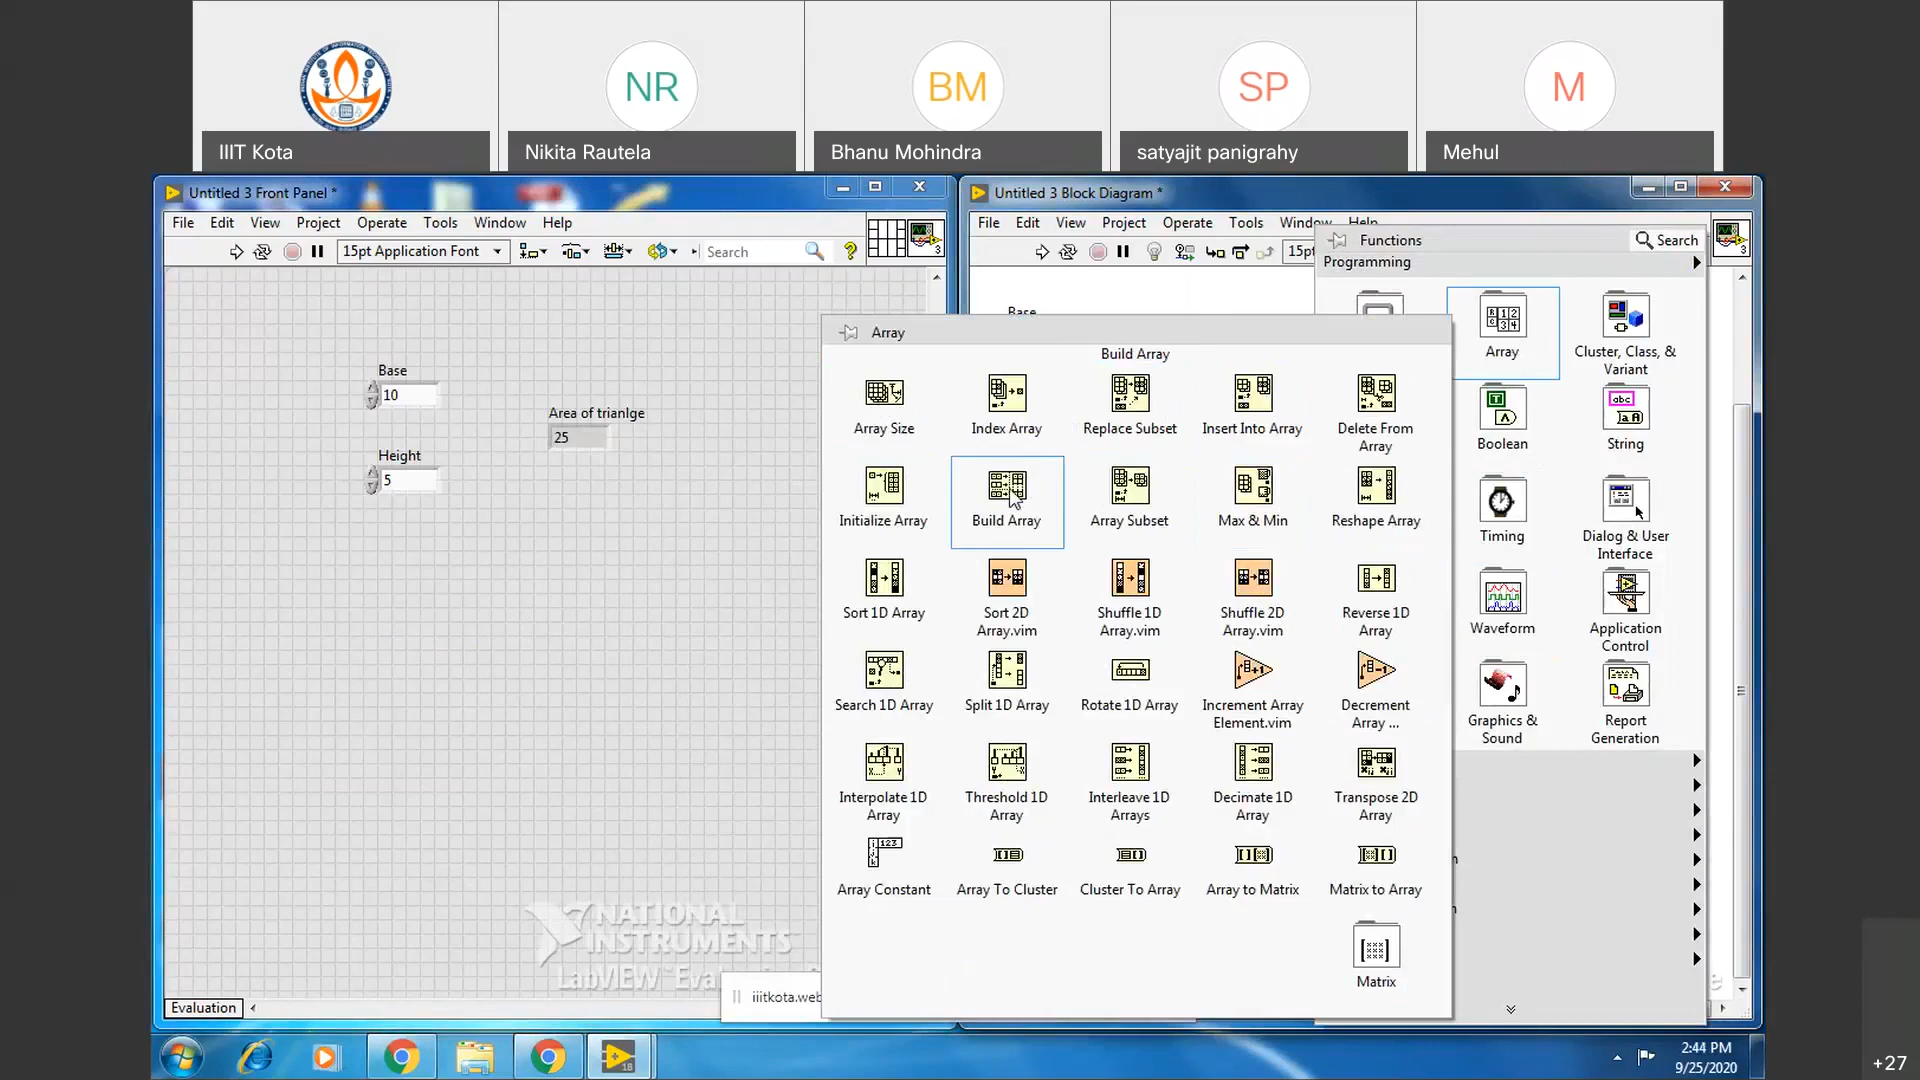 NR
BM
SP
M
IIIT Kota
Nikita Rautela
Bhanu Mohindra
satyajit panigrahy
Mehul
Untitled 3 Front Panel *
File Edit View Project Operate Tools Window Help
15pt Application Font
Search
3
Base
10
Height
5
Area of trianlge
25
NATIONAL
INSTRUMENTS
LabVIEW Eva
Evaluation
iiitkota.web
Untitled 3 Block Diagram *
File Edit View Project Operate Tools Window Help
15pt
3
Base
Functions
Search
Programming
Array
Cluster, Class, &
Variant
Boolean
String
Timing
Dialog & User
Interface
Waveform
Application
Control
Graphics &
Sound
Report
Generation
Array
Build Array
Array Size
Index Array
Replace Subset
Insert Into Array
Delete From
Array
Initialize Array
Build Array
Array Subset
Max & Min
Reshape Array
Sort 1D Array
Sort 2D
Array.vim
Shuffle 1D
Array.vim
Shuffle 2D
Array.vim
Reverse 1D
Array
Search 1D Array
Split 1D Array
Rotate 1D Array
Increment Array
Element.vim
Decrement
Array ...
Interpolate 1D
Array
Threshold 1D
Array
Interleave 1D
Arrays
Decimate 1D
Array
Transpose 2D
Array
Array Constant
Array To Cluster
Cluster To Array
Array to Matrix
Matrix to Array
Matrix
2:44 PM
9/25/2020
+27